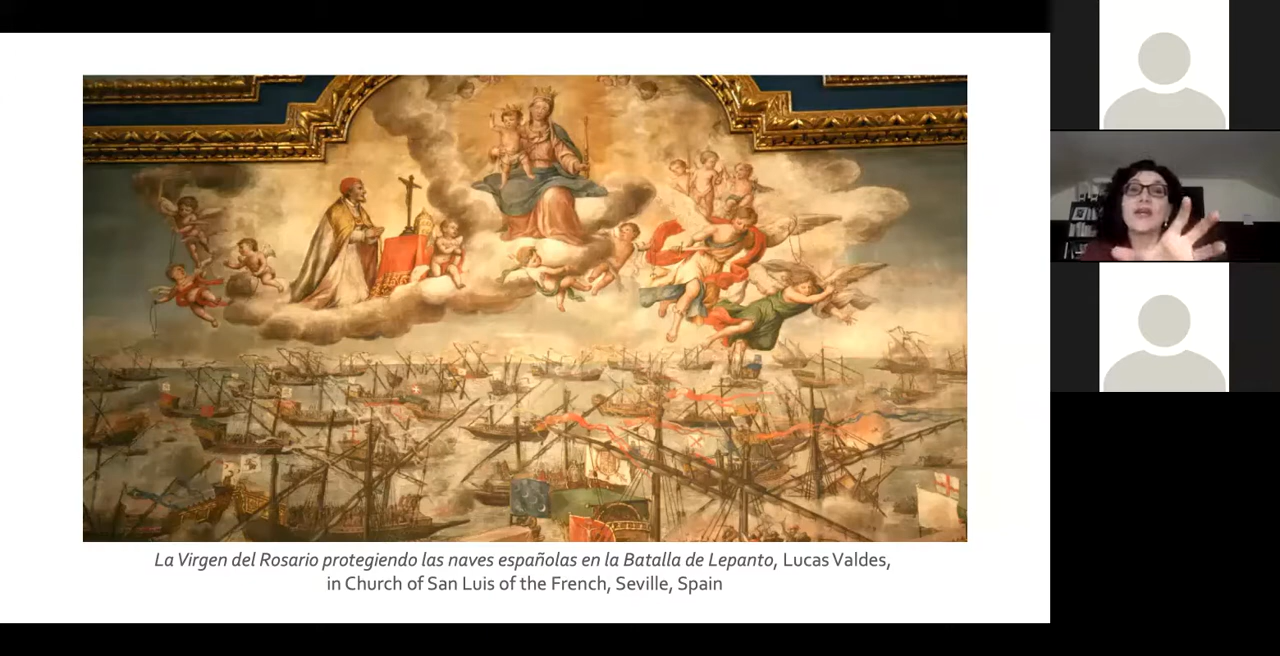 La Virgen del Rosario protegiendo las naves españolas en la Batalla de Lepanto, Lucas Valdes,
in Church of San Luis of the French, Seville, Spain